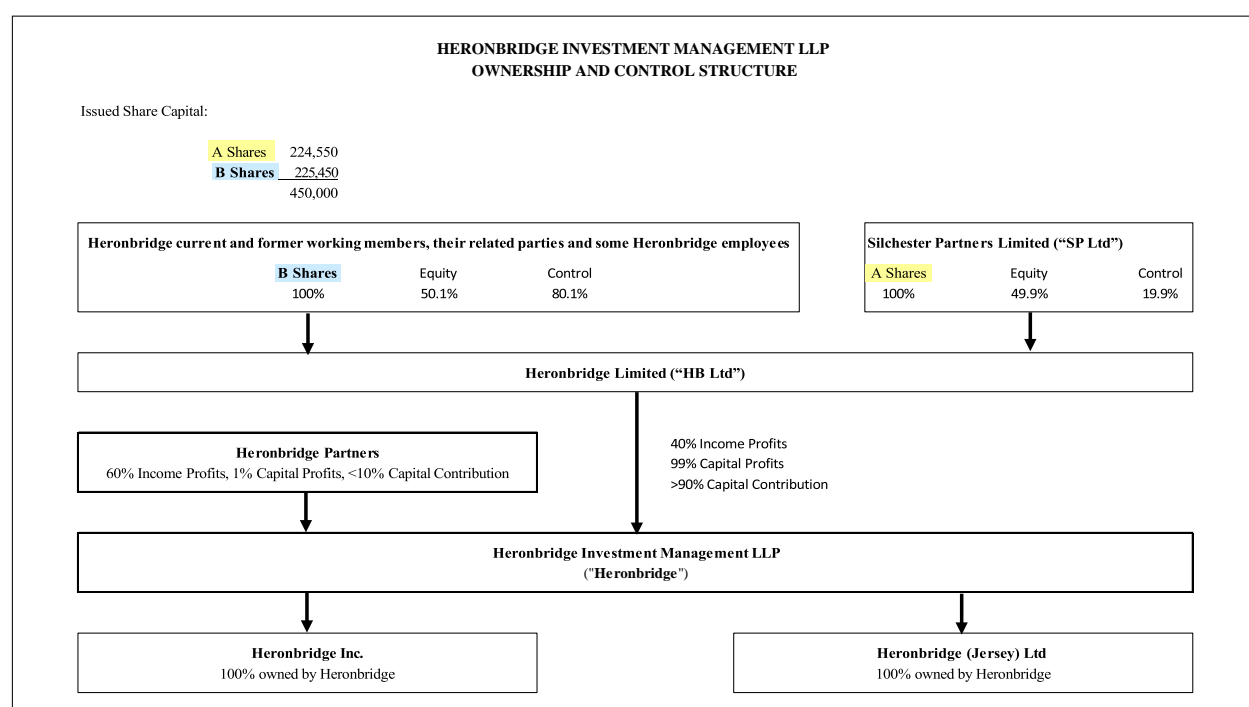 HERONBRIDGE INVESTMENT MANAGEMENT LLP
OWNERSHIP AND CONTROL STRUCTURE
Issued Share Capital:
A Shares 224,550
B Shares 225,450
450,000
Heronbridge current and former working members, their related parties and some Heronbridge employees
B Shares Equity Control
100% 50.1% 80.1%
Silchester Partners Limited (“SP Ltd”)
A Shares Equity Control
100% 49.9% 19.9%
Heronbridge Limited (“HB Ltd”)
Heronbridge Partners
60% Income Profits, 1% Capital Profits, <10% Capital Contribution
40% Income Profits
99% Capital Profits
>90% Capital Contribution
Heronbridge Investment Management LLP
("Heronbridge")
Heronbridge Inc.
100% owned by Heronbridge
Heronbridge (Jersey) Ltd
100% owned by Heronbridge